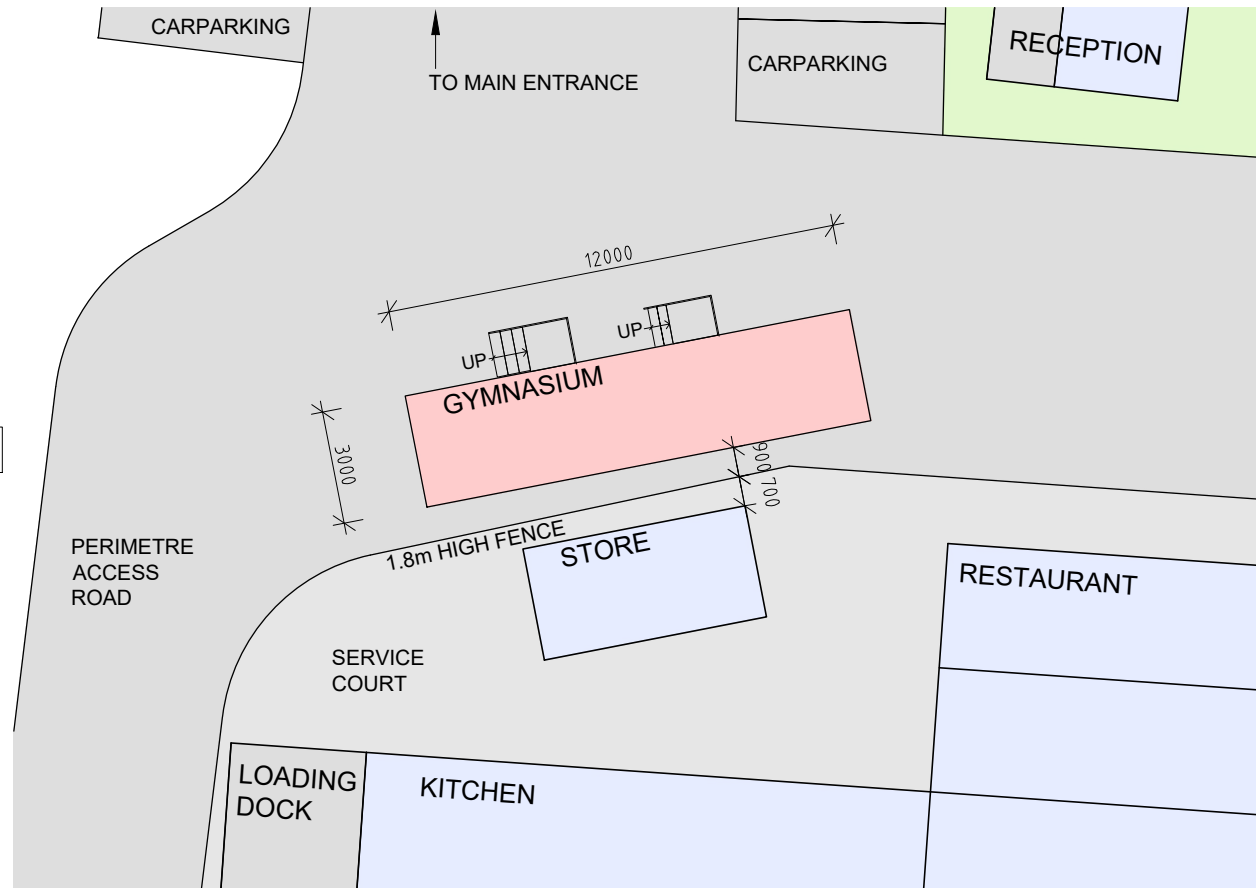 CARPARKING
TO MAIN ENTRANCE
CARPARKING
RECEPTION
12000
UP
UP
GYMNASIUM
3000
900
700
1.8m HIGH FENCE
STORE
PERIMETRE
ACCESS
ROAD
RESTAURANT
SERVICE
COURT
LOADING
DOCK
KITCHEN